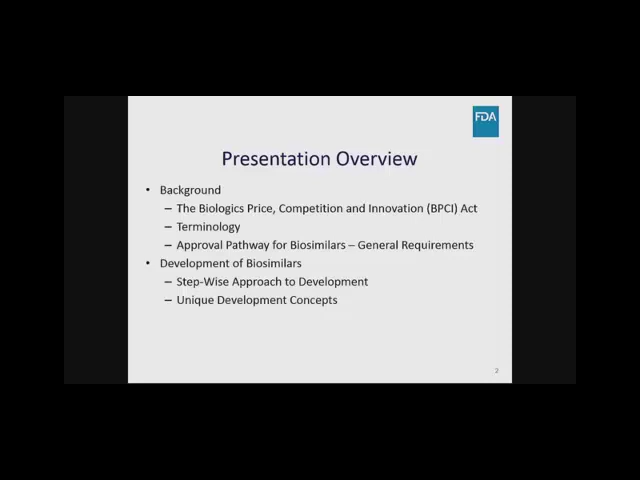 FDA
Presentation Overview
• Background
– The Biologics Price, Competition and Innovation (BPCI) Act
– Terminology
– Approval Pathway for Biosimilars – General Requirements
• Development of Biosimilars
– Step-Wise Approach to Development
– Unique Development Concepts
2